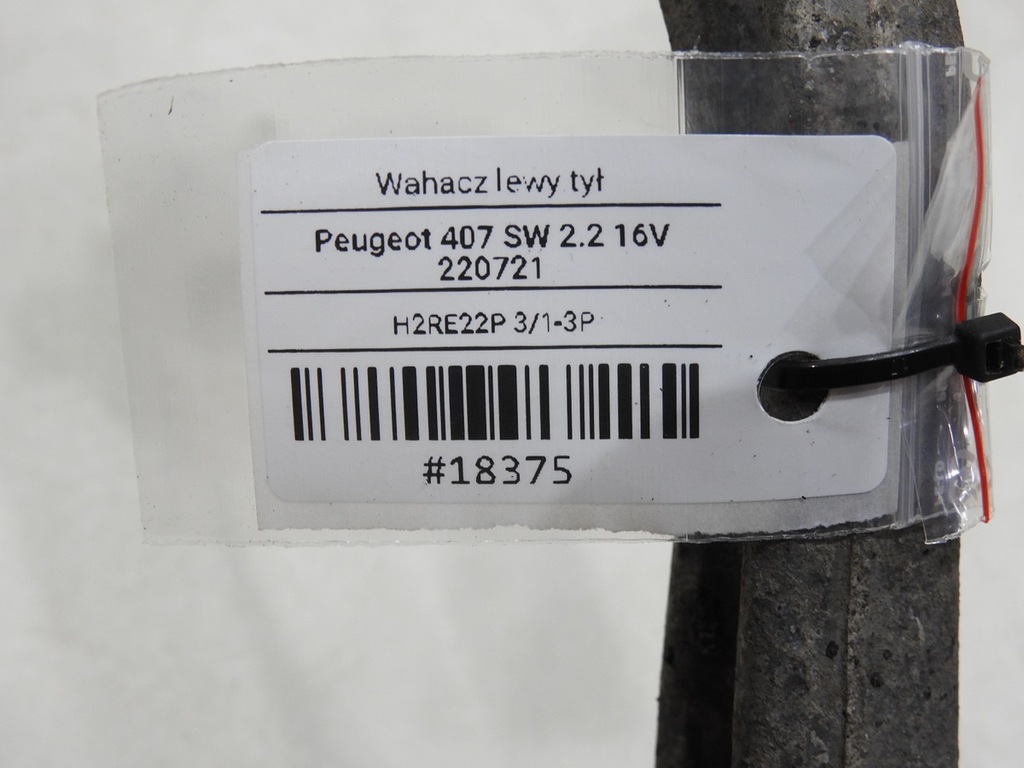 Wahacz lewy tył
Peugeot 407 SW 2.2 16V
220721
H2RE22P 3/1-3P
#18375